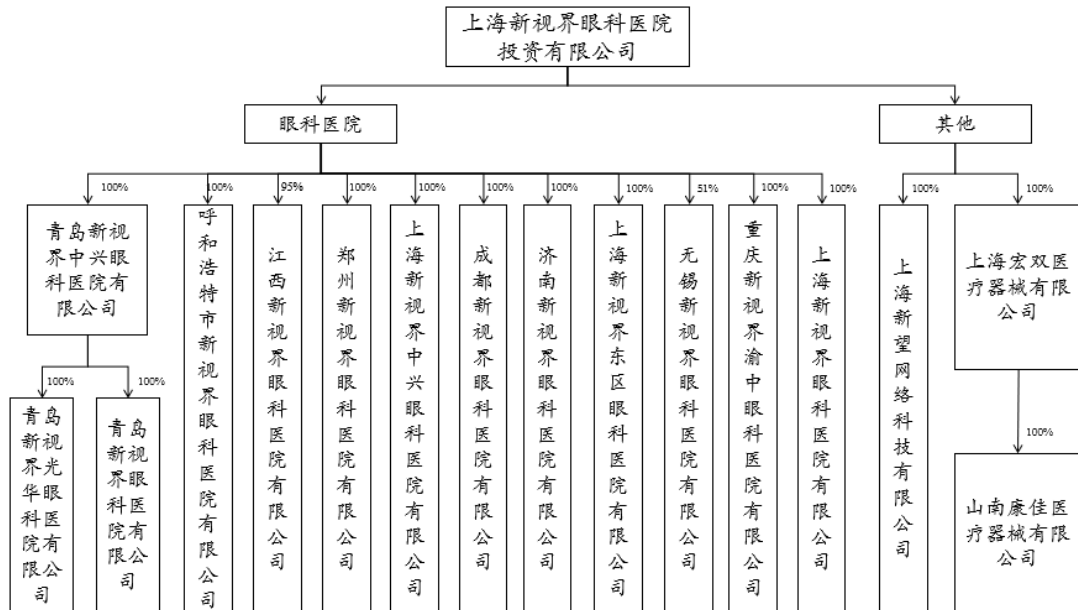 上海新视界眼科医院
投资有限公司
眼科医院
其他
100%
100%
95%
100%
100%
100%
100%
100%
51%
100%
100%
100%
100%
青岛新视
界中兴眼
科医院有
限公司
呼和浩特市新视界眼科医院有限公司
江西新视界眼科医院有限公司
郑州新视界眼科医院有限公司
上海新视界中兴眼科医院有限公司
成都新视界眼科医院有限公司
济南新视界眼科医院有限公司
上海新视界东区眼科医院有限公司
无锡新视界眼科医院有限公司
重庆新视界渝中眼科医院有限公司
上海新视界眼科医院有限公司
上海新望网络科技有限公司
上海宏双医
疗器械有限
公司
100%
100%
青岛
新视
界光
华眼
科医
院有
限公
司
青岛
新视
界眼
科医
院有
限公
司
100%
山南康佳医
疗器械有限
公司